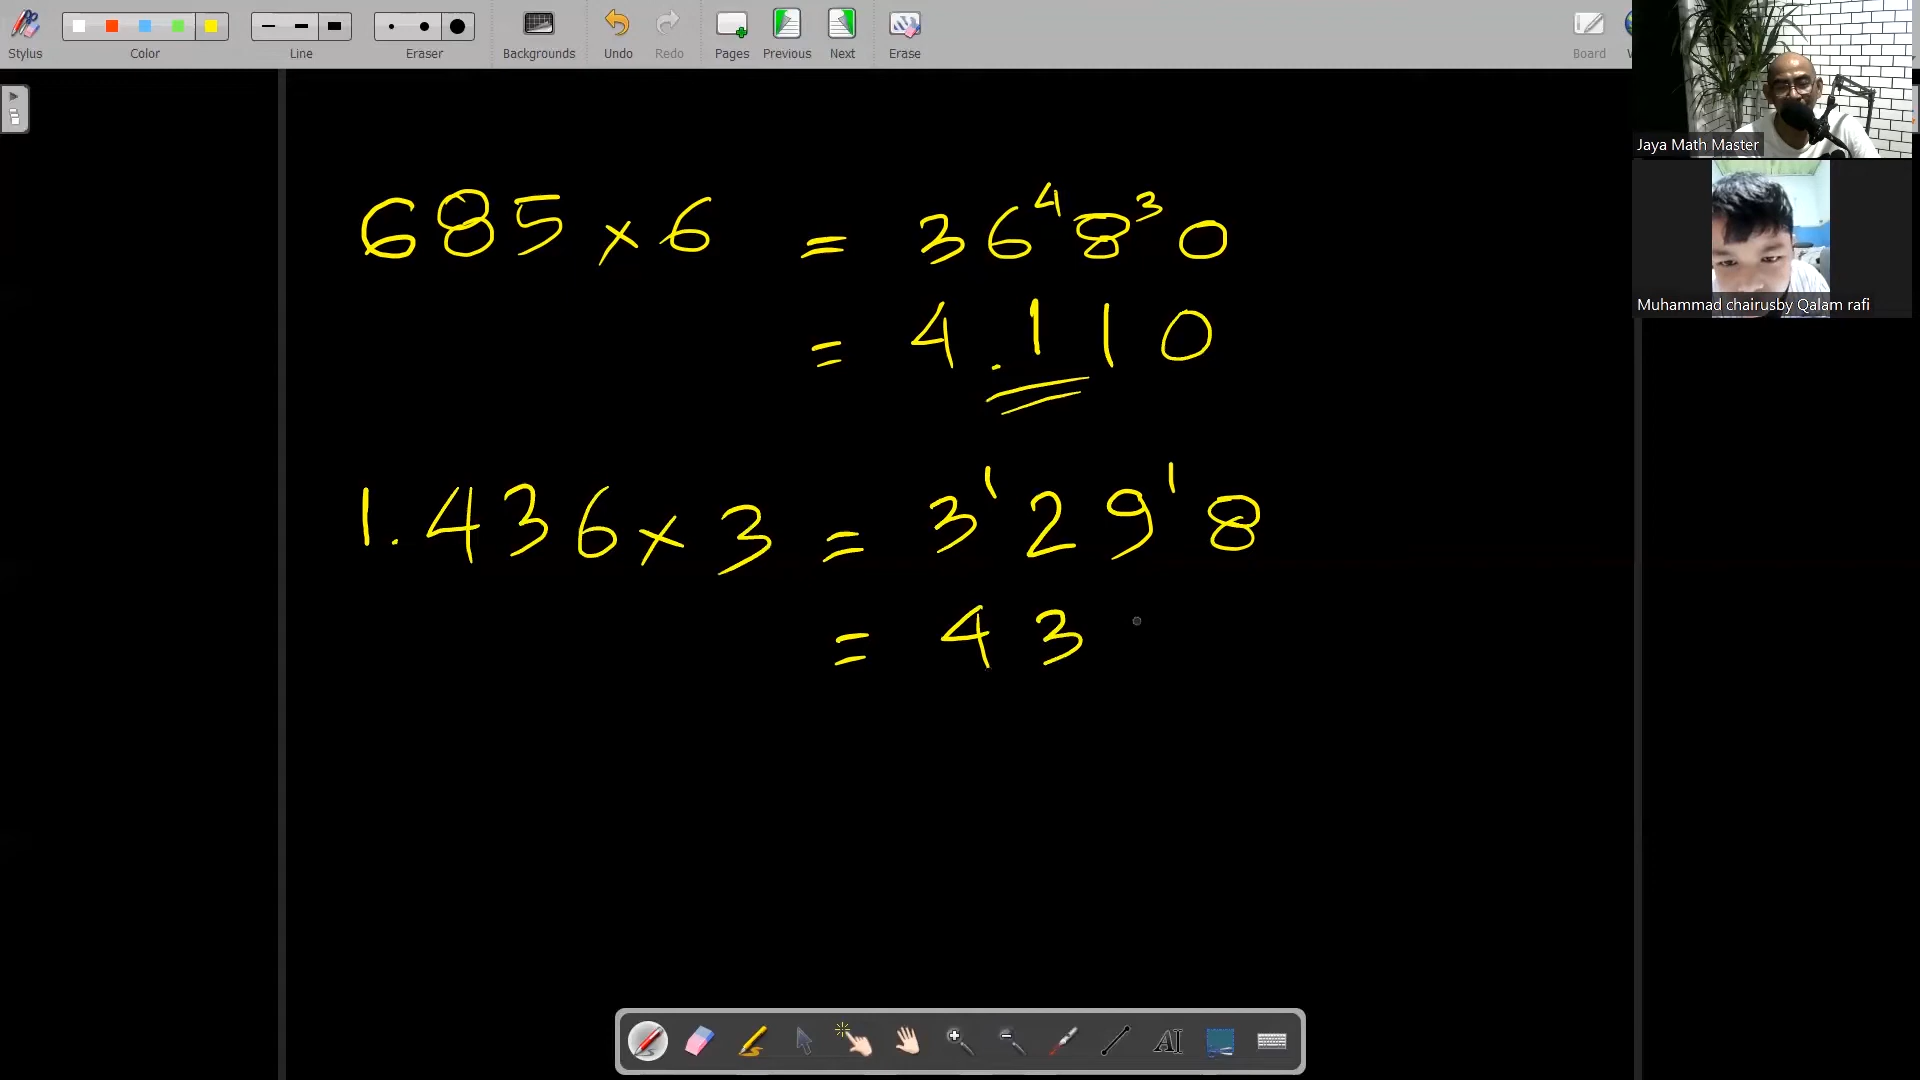 Stylus Color Line Eraser Backgrounds Undo Redo Pages Previous Next Erase Board
Jaya Math Master
Muhammad chairusby Qalam rafi
685 x 6 = 36⁴8³0
= 4.110
1.436 x 3 = 3¹29¹8
= 43